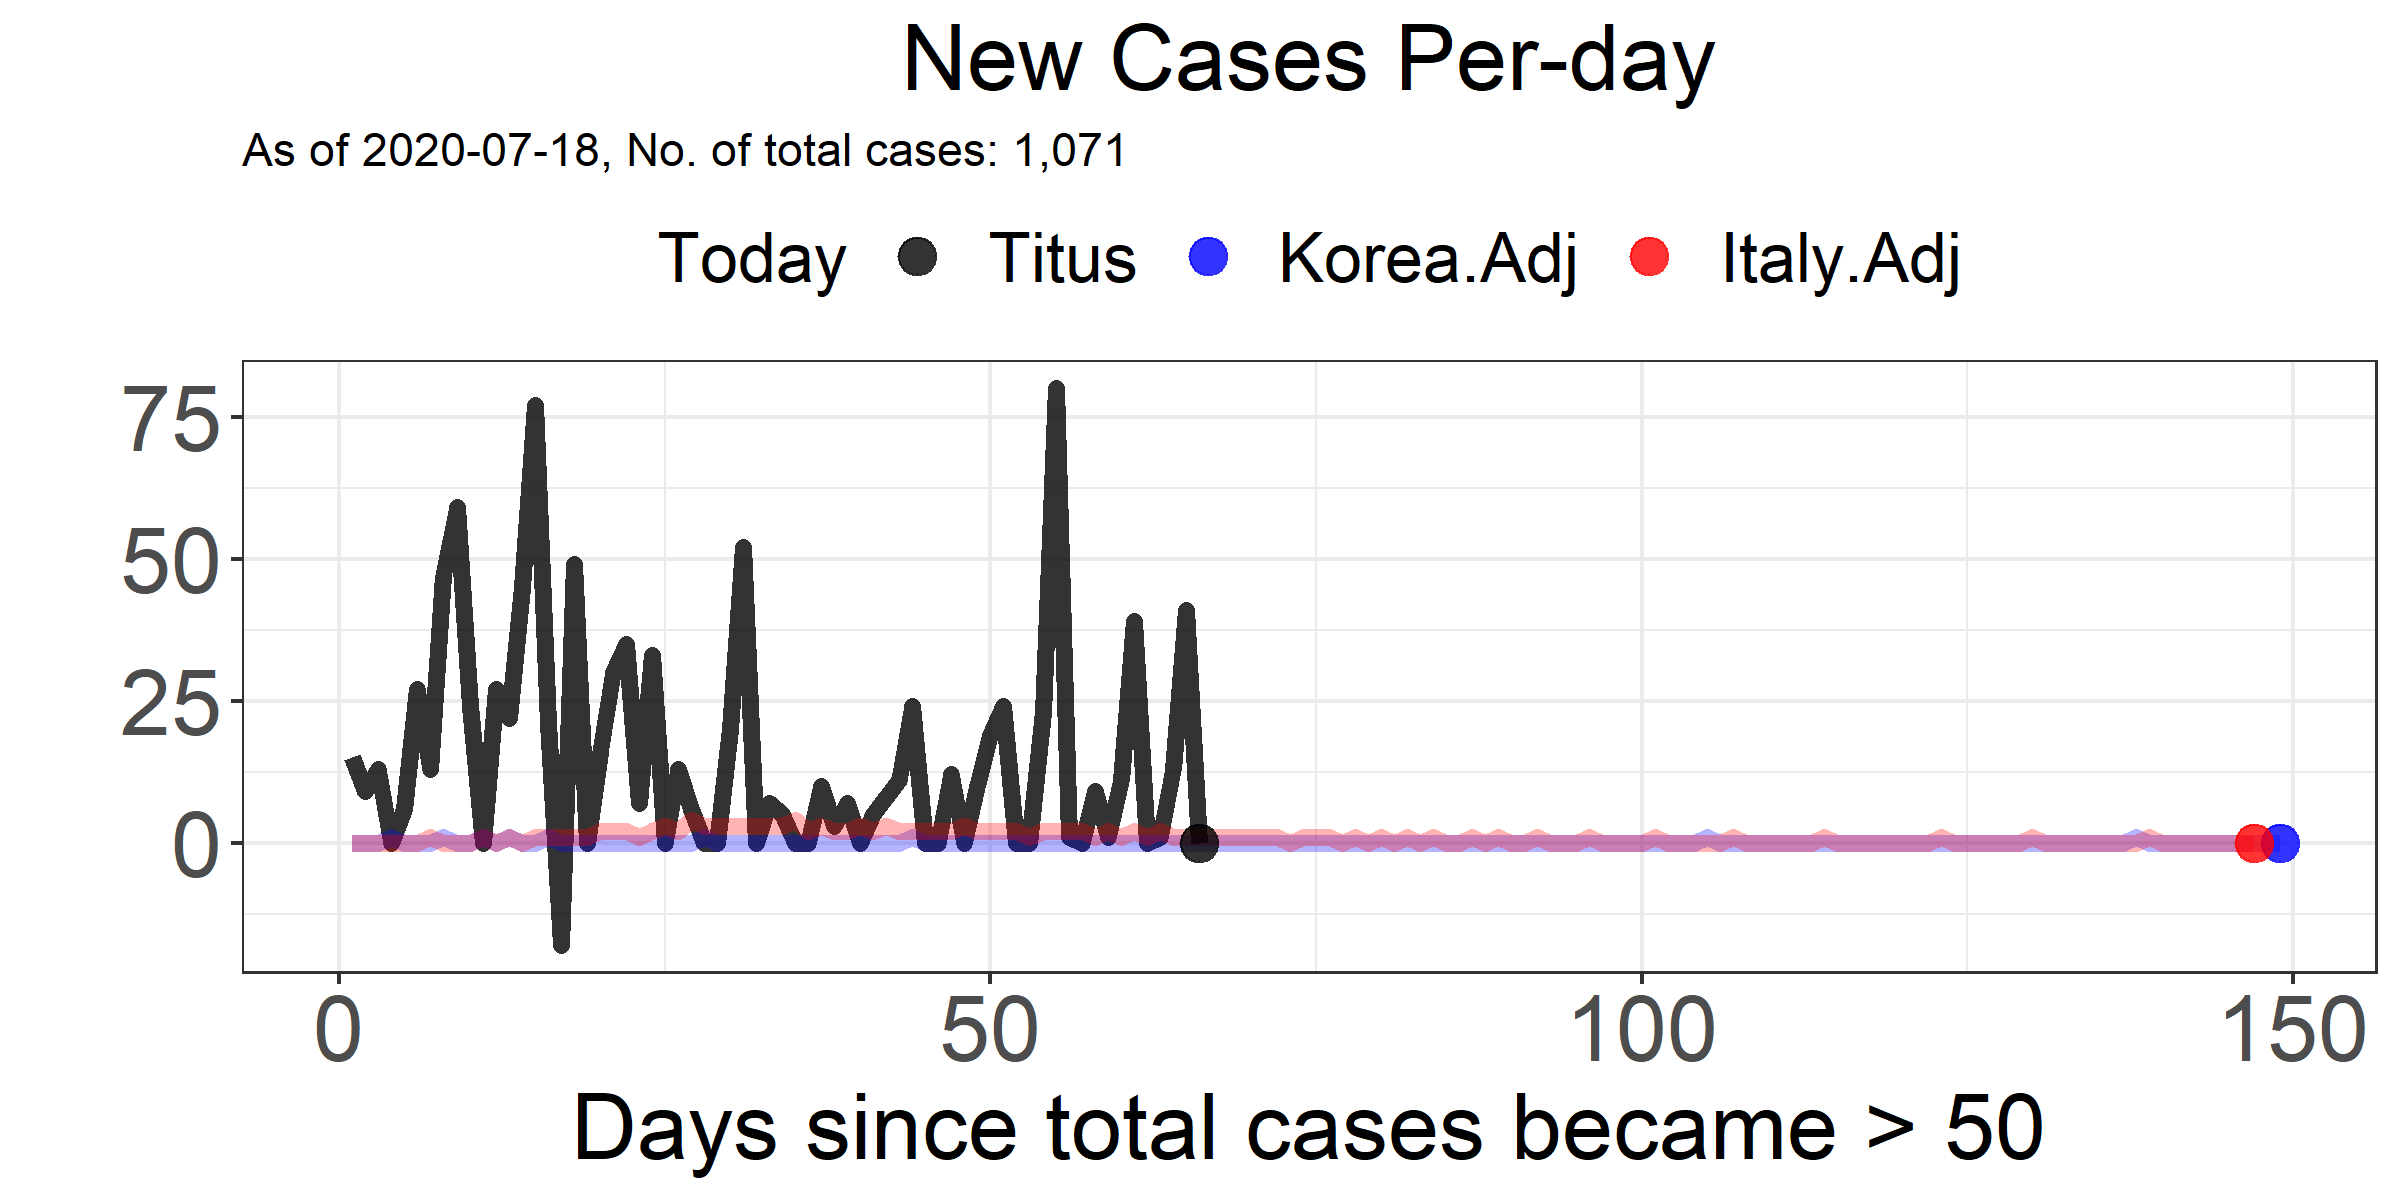 New Cases Per-day
As of 2020-07-18, No. of total cases: 1,071
Today Titus Korea.Adj Italy.Adj
75
50
25
0
0 50 100 150
Days since total cases became > 50